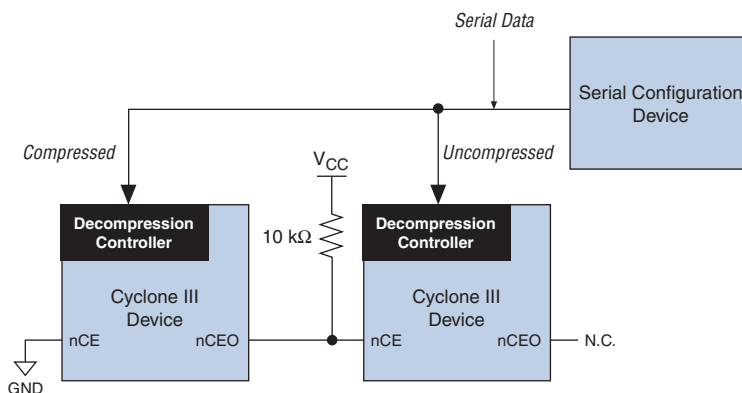 Serial Data
Serial Configuration
Device
Compressed
Uncompressed
VCC
10 kΩ
Decompression
Controller
Cyclone III
Device
nCE
nCEO
GND
Decompression
Controller
Cyclone III
Device
nCE
nCEO
N.C.